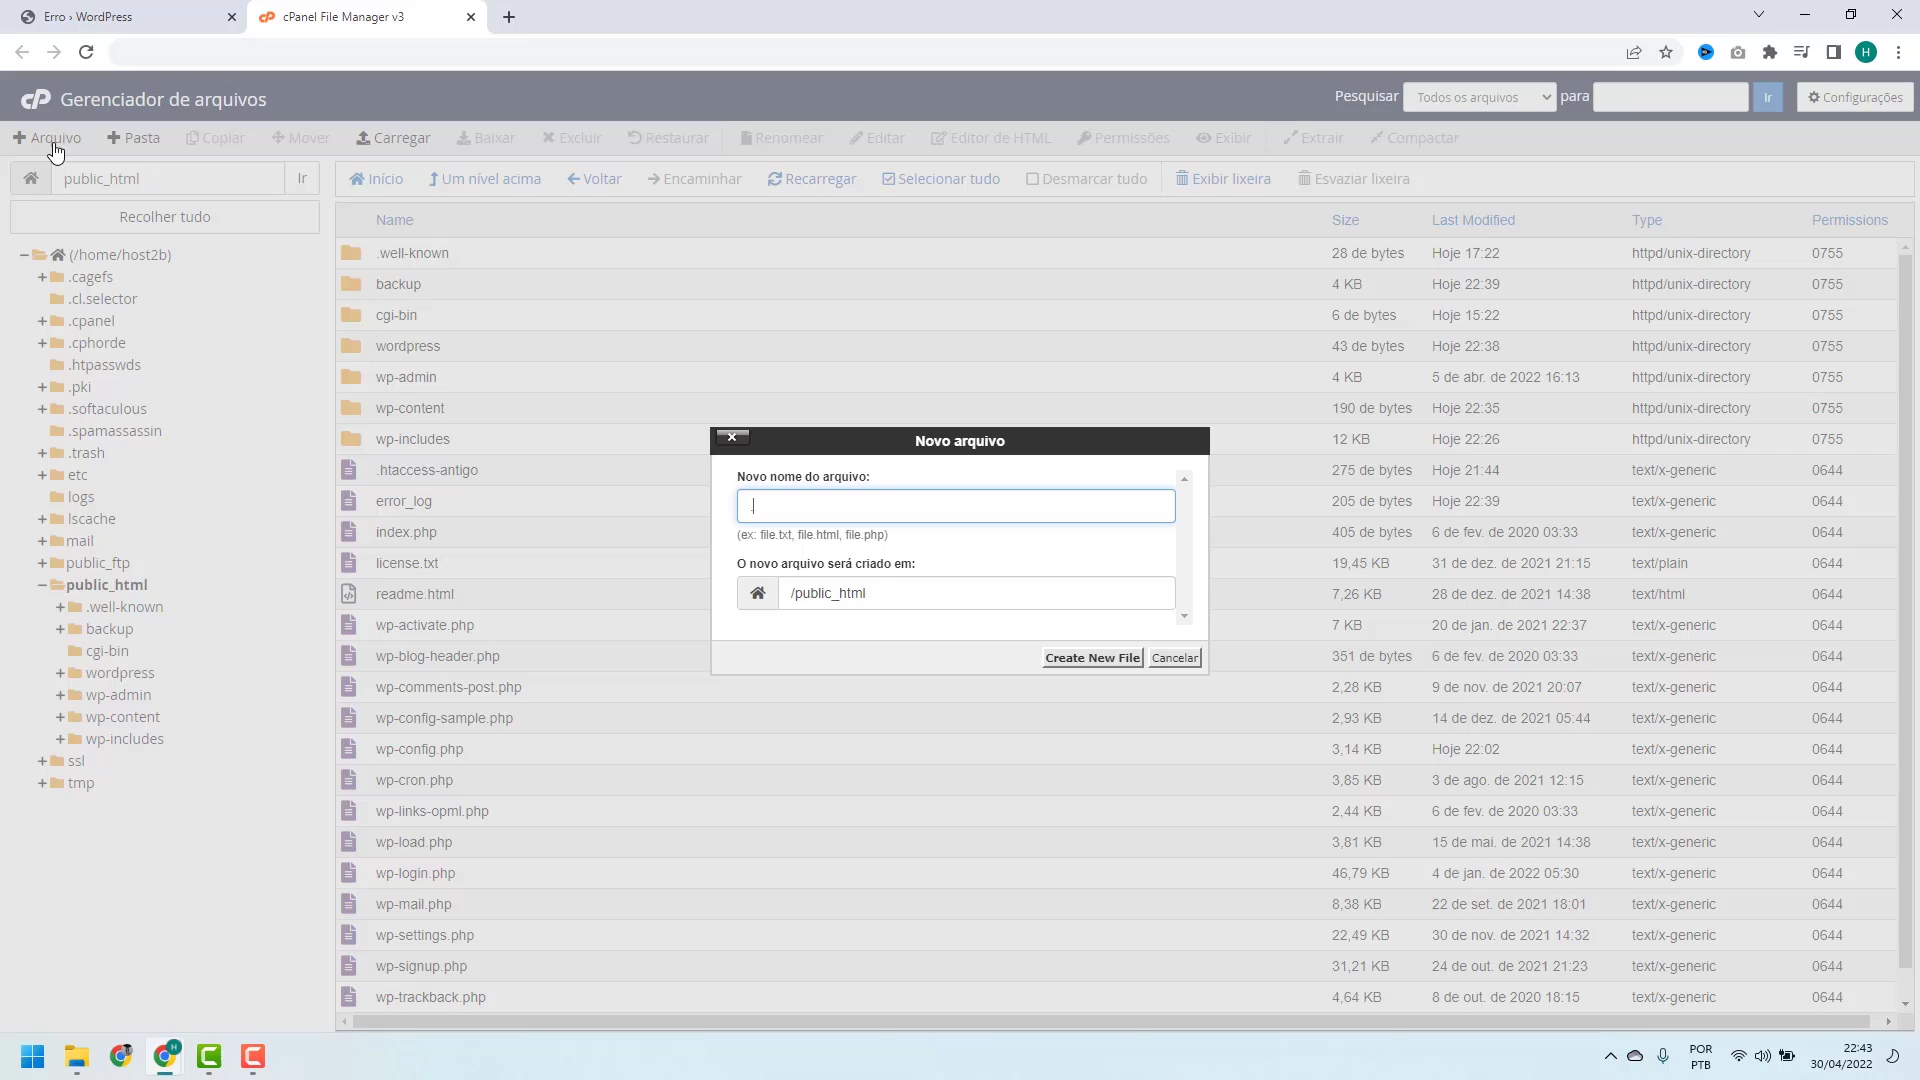 Erro › WordPress
cPanel File Manager v3
H
cP Gerenciador de arquivos
Pesquisar Todos os arquivos para Ir Configurações
Arquivo Pasta Copiar Mover Carregar Baixar Excluir Restaurar Renomear Editar Editor de HTML Permissões Exibir Extrair Compactar
public_html Ir
Início Um nível acima Voltar Encaminhar Recarregar Selecionar tudo Desmarcar tudo Exibir lixeira Esvaziar lixeira
Recolher tudo
(/home/host2b)
.cagefs
.cl.selector
.cpanel
.cphorde
.htpasswds
.pki
.softaculous
.spamassassin
.trash
etc
logs
lscache
mail
public_ftp
public_html
.well-known
backup
cgi-bin
wordpress
wp-admin
wp-content
wp-includes
ssl
tmp
Name Size Last Modified Type Permissions
.well-known 28 de bytes Hoje 17:22 httpd/unix-directory 0755
backup 4 KB Hoje 22:39 httpd/unix-directory 0755
cgi-bin 6 de bytes Hoje 15:22 httpd/unix-directory 0755
wordpress 43 de bytes Hoje 22:38 httpd/unix-directory 0755
wp-admin 4 KB 5 de abr. de 2022 16:13 httpd/unix-directory 0755
wp-content 190 de bytes Hoje 22:35 httpd/unix-directory 0755
wp-includes 12 KB Hoje 22:26 httpd/unix-directory 0755
.htaccess-antigo 275 de bytes Hoje 21:44 text/x-generic 0644
error_log 205 de bytes Hoje 22:39 text/x-generic 0644
index.php 405 de bytes 6 de fev. de 2020 03:33 text/x-generic 0644
license.txt 19,45 KB 31 de dez. de 2021 21:15 text/plain 0644
readme.html 7,26 KB 28 de dez. de 2021 14:38 text/html 0644
wp-activate.php 7 KB 20 de jan. de 2021 22:37 text/x-generic 0644
wp-blog-header.php 351 de bytes 6 de fev. de 2020 03:33 text/x-generic 0644
wp-comments-post.php 2,28 KB 9 de nov. de 2021 20:07 text/x-generic 0644
wp-config-sample.php 2,93 KB 14 de dez. de 2021 05:44 text/x-generic 0644
wp-config.php 3,14 KB Hoje 22:02 text/x-generic 0644
wp-cron.php 3,85 KB 3 de ago. de 2021 12:15 text/x-generic 0644
wp-links-opml.php 2,44 KB 6 de fev. de 2020 03:33 text/x-generic 0644
wp-load.php 3,81 KB 15 de mai. de 2021 14:38 text/x-generic 0644
wp-login.php 46,79 KB 4 de jan. de 2022 05:30 text/x-generic 0644
wp-mail.php 8,38 KB 22 de set. de 2021 18:01 text/x-generic 0644
wp-settings.php 22,49 KB 30 de nov. de 2021 14:32 text/x-generic 0644
wp-signup.php 31,21 KB 24 de out. de 2021 21:23 text/x-generic 0644
wp-trackback.php 4,64 KB 8 de out. de 2020 18:15 text/x-generic 0644
Novo arquivo
Novo nome do arquivo:
.
(ex: file.txt, file.html, file.php)
O novo arquivo será criado em:
/public_html
Create New File Cancelar
POR
PTB
22:43
30/04/2022